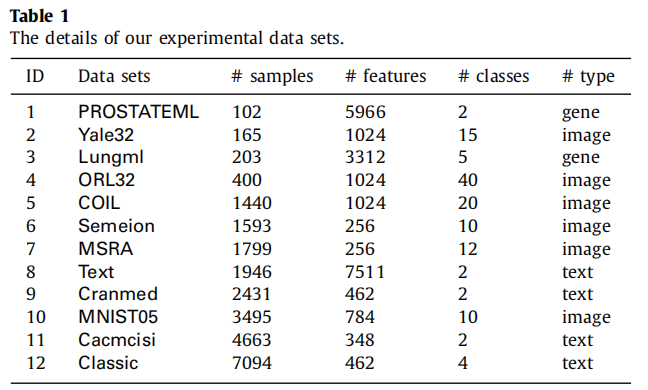 Table 1
The details of our experimental data sets.
ID Data sets # samples # features # classes # type
1 PROSTATEML 102 5966 2 gene
2 Yale32 165 1024 15 image
3 Lungml 203 3312 5 gene
4 ORL32 400 1024 40 image
5 COIL 1440 1024 20 image
6 Semeion 1593 256 10 image
7 MSRA 1799 256 12 image
8 Text 1946 7511 2 text
9 Cranmed 2431 462 2 text
10 MNIST05 3495 784 10 image
11 Cacmcisi 4663 348 2 text
12 Classic 7094 462 4 text